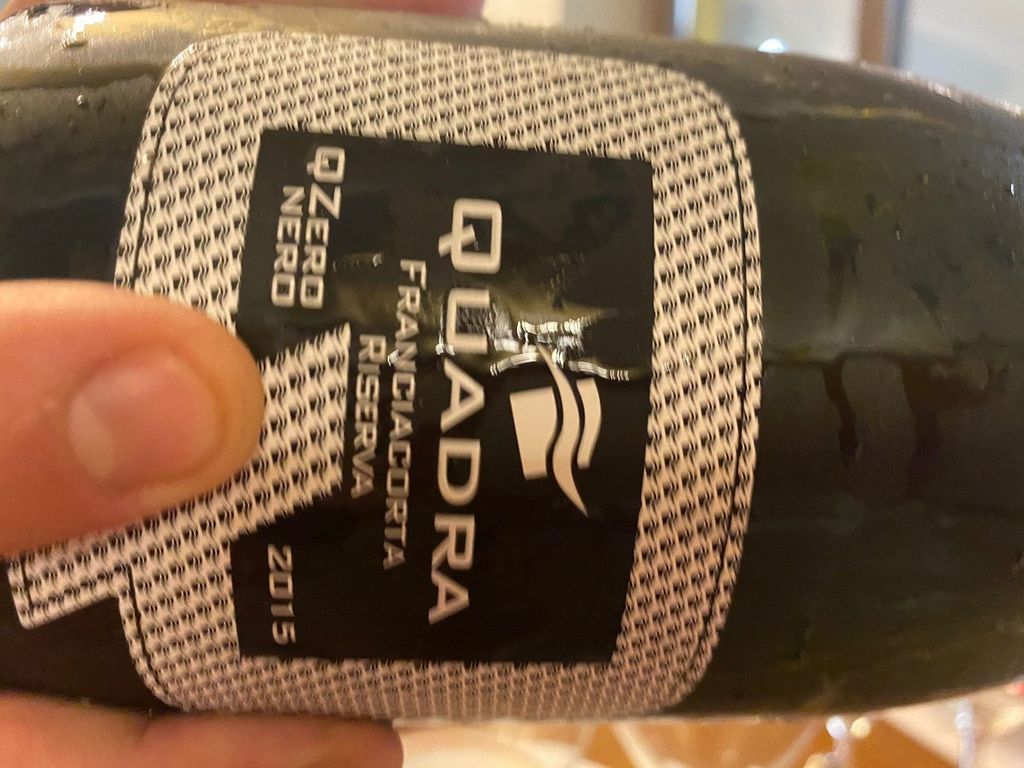 QUADRA
FRANCIACORTA
RISERVA
QZERO
NERO
2015